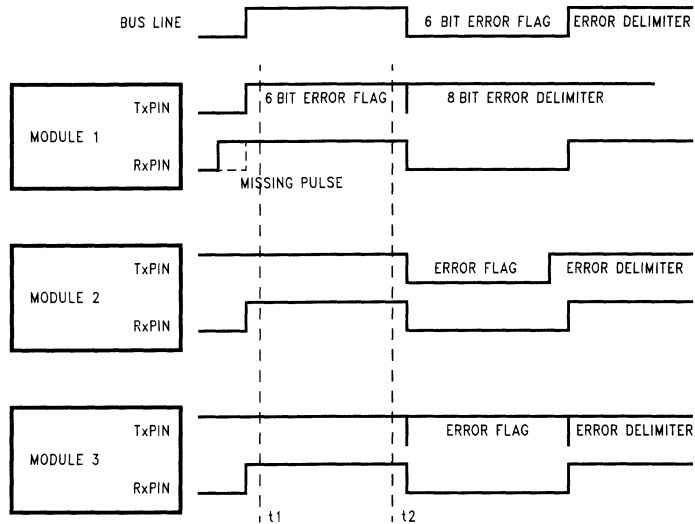 BUS LINE
6 BIT ERROR FLAG
ERROR DELIMITER
MODULE 1
TxPIN
6 BIT ERROR FLAG
8 BIT ERROR DELIMITER
RxPIN
MISSING PULSE
MODULE 2
TxPIN
ERROR FLAG
ERROR DELIMITER
RxPIN
MODULE 3
TxPIN
ERROR FLAG
ERROR DELIMITER
RxPIN
t1
t2